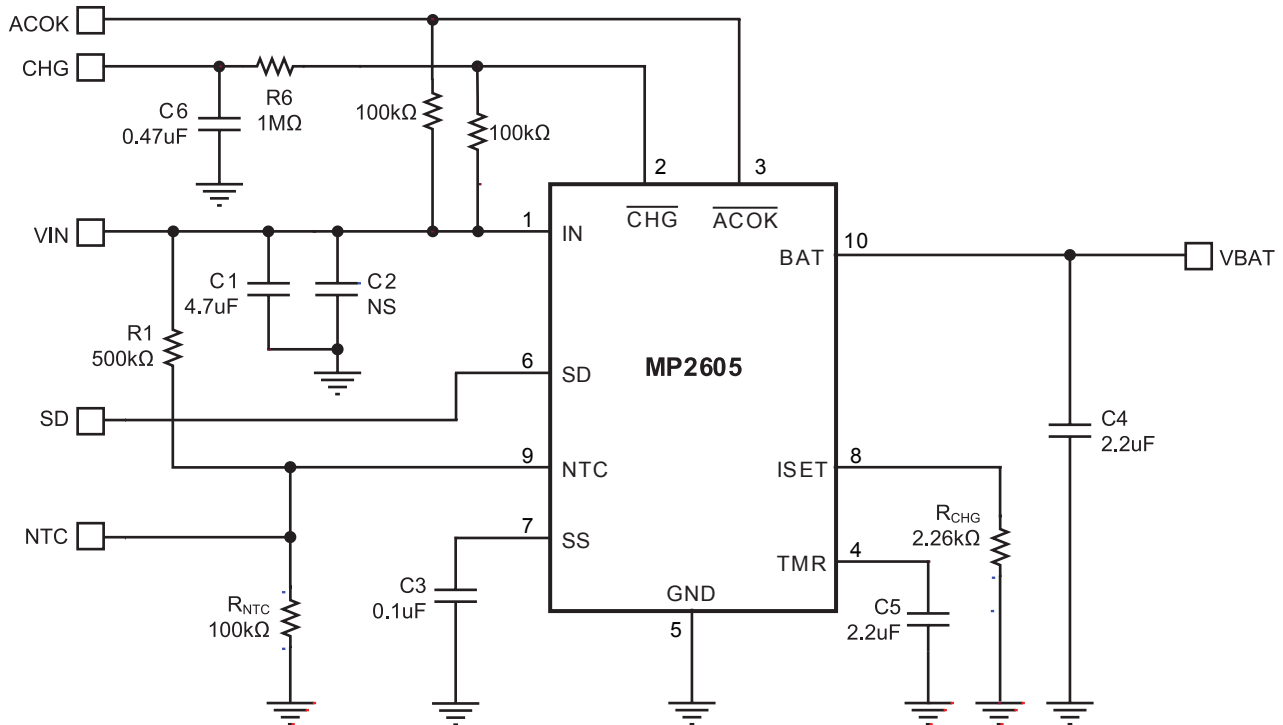 ACOK
CHG
C6
0.47uF
R6
1MΩ
100kΩ
100kΩ
2
3
VIN
1
IN
CHG
ACOK
BAT
10
VBAT
C1
4.7uF
C2
NS
R1
500kΩ
MP2605
6
SD
SD
C4
2.2uF
9
NTC
ISET
8
NTC
7
SS
RCHG
2.26kΩ
TMR
4
C3
0.1uF
RNTC
100kΩ
GND
5
C5
2.2uF